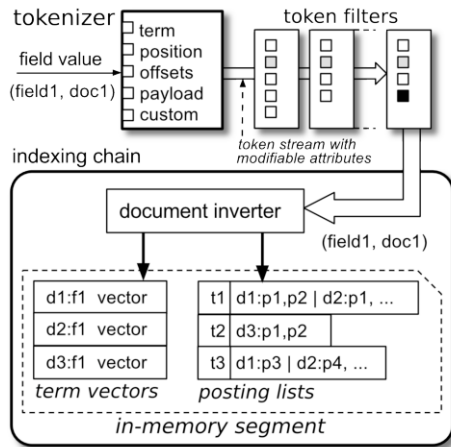 tokenizer
token filters
term
position
offsets
payload
custom
field value
(field1, doc1)
token stream with
modifiable attributes
indexing chain
document inverter
(field1, doc1)
d1:f1 vector
d2:f1 vector
d3:f1 vector
term vectors
t1 d1:p1,p2 | d2:p1, ...
t2 d3:p1,p2
t3 d1:p3 | d2:p4, ...
posting lists
in-memory segment